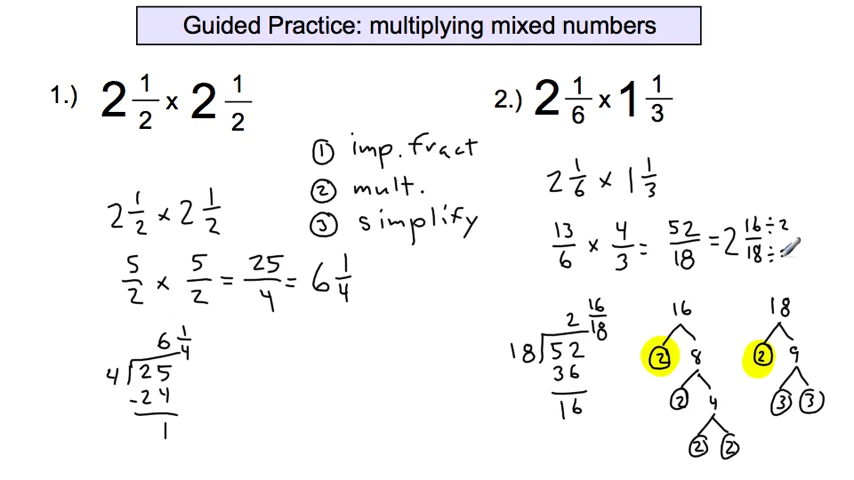 Guided Practice: multiplying mixed numbers
1.) 2 1/2 x 2 1/2
① imp. fract
② mult.
③ simplify
2 1/2 x 2 1/2
5/2 x 5/2 = 25/4 = 6 1/4
6 1/4
4)25
-24
1
2.) 2 1/6 x 1 1/3
2 1/6 x 1 1/3
13/6 x 4/3 = 52/18 = 2 16÷2/18÷
2 16/18
18)52
36
16
16
2 8
2 4
2 2
18
2 9
3 3